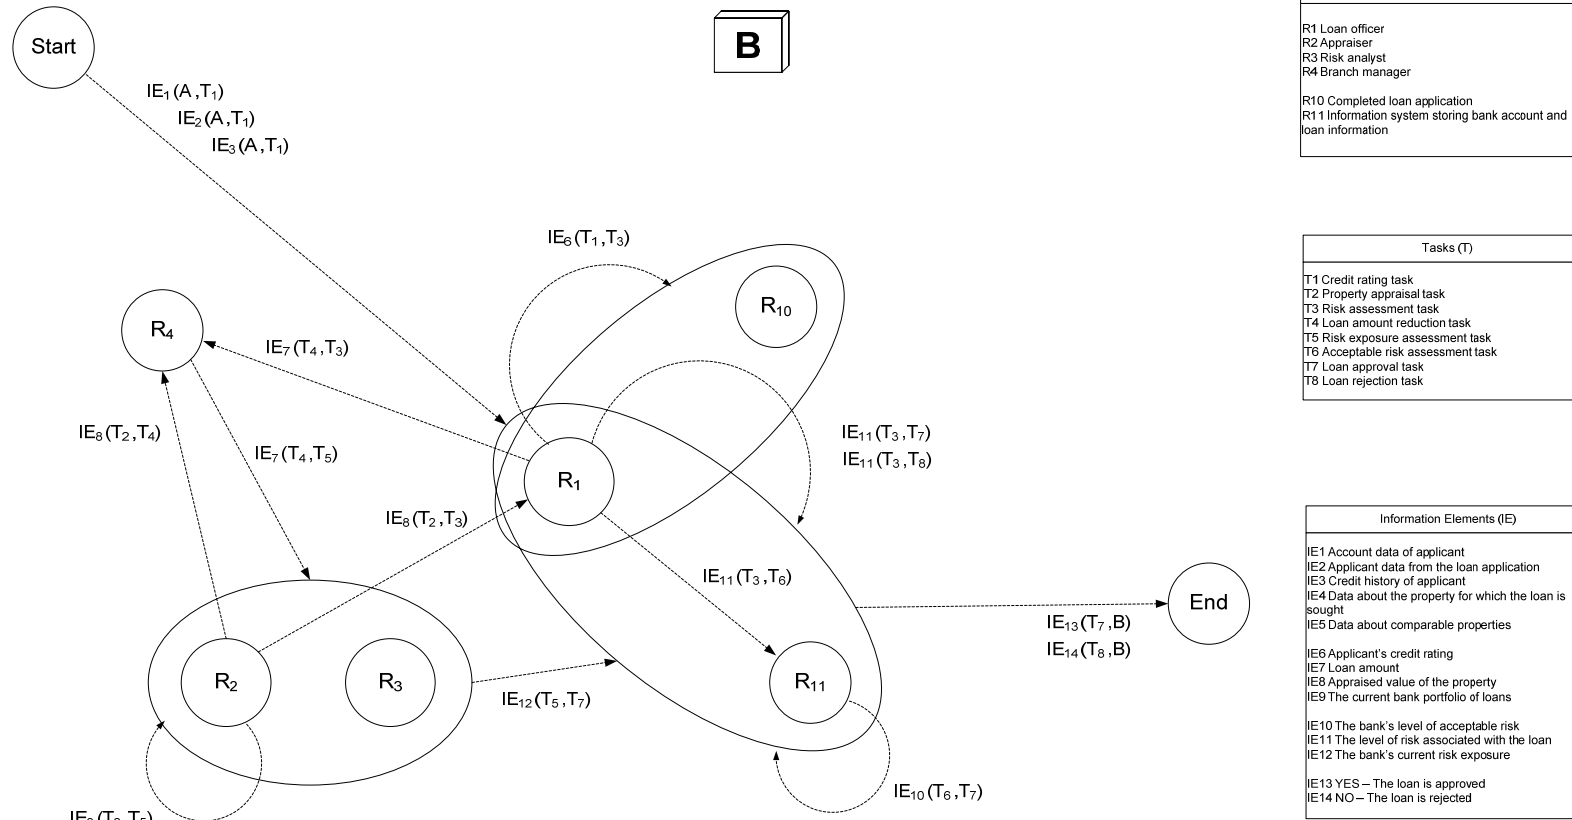 Start
B
IE1(A,T1)
IE2(A,T1)
IE3(A,T1)
IE6(T1,T3)
R10
R4
IE7(T4,T3)
IE8(T2,T4)
IE7(T4,T5)
IE11(T3,T7)
IE11(T3,T8)
R1
IE8(T2,T3)
IE11(T3,T6)
End
IE13(T7,B)
IE14(T8,B)
R2
R3
R11
IE12(T5,T7)
IE10(T6,T7)
R1 Loan officer
R2 Appraiser
R3 Risk analyst
R4 Branch manager
R10 Completed loan application
R11 Information system storing bank account and
loan information
Tasks (T)
T1 Credit rating task
T2 Property appraisal task
T3 Risk assessment task
T4 Loan amount reduction task
T5 Risk exposure assessment task
T6 Acceptable risk assessment task
T7 Loan approval task
T8 Loan rejection task
Information Elements (IE)
IE1 Account data of applicant
IE2 Applicant data from the loan application
IE3 Credit history of applicant
IE4 Data about the property for which the loan is
sought
IE5 Data about comparable properties
IE6 Applicant's credit rating
IE7 Loan amount
IE8 Appraised value of the property
IE9 The current bank portfolio of loans
IE10 The bank's level of acceptable risk
IE11 The level of risk associated with the loan
IE12 The bank's current risk exposure
IE13 YES – The loan is approved
IE14 NO – The loan is rejected